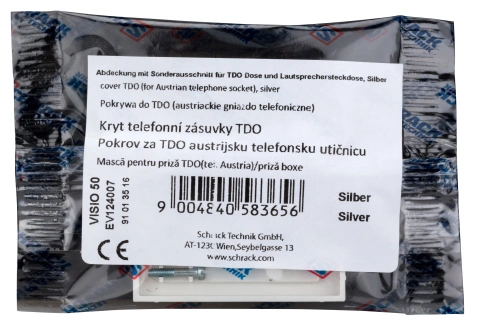 Abdeckung mit Sonderausschnitt für TDO Dose und Lautsprechersteckdose, Silber
cover TDO (for Austrian telephone socket), silver
Pokrywa do TDO (austriackie gniazdo telefoniczne)
Kryt telefonní zásuvky TDO
Pokrov za TDO austrijsku telefonsku utičnicu
Mască pentru priză TDO(tel. Austria)/priză boxe
VISIO 50
EV124007
91 01 35 16
9 004840 583656
Silber
Silver
Schrack Technik GmbH,
AT-1230 Wien,Seybelgasse 13
www.schrack.com
CE